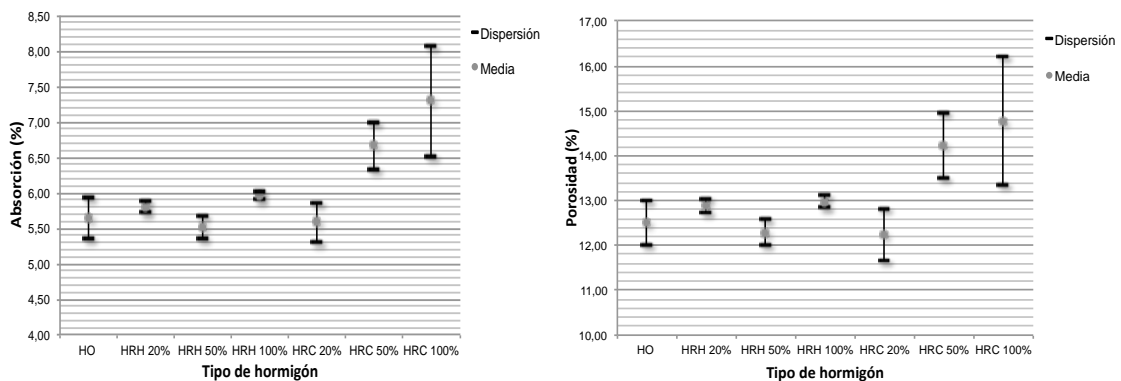 8,50
8,00
7,50
7,00
6,50
6,00
5,50
5,00
4,50
4,00
Absorción (%)
HO HRH 20% HRH 50% HRH 100% HRC 20% HRC 50% HRC 100%
Tipo de hormigón
Dispersión
Media
17,00
16,00
15,00
14,00
13,00
12,00
11,00
10,00
Porosidad (%)
HO HRH 20% HRH 50% HRH 100% HRC 20% HRC 50% HRC 100%
Tipo de hormigón
Dispersión
Media